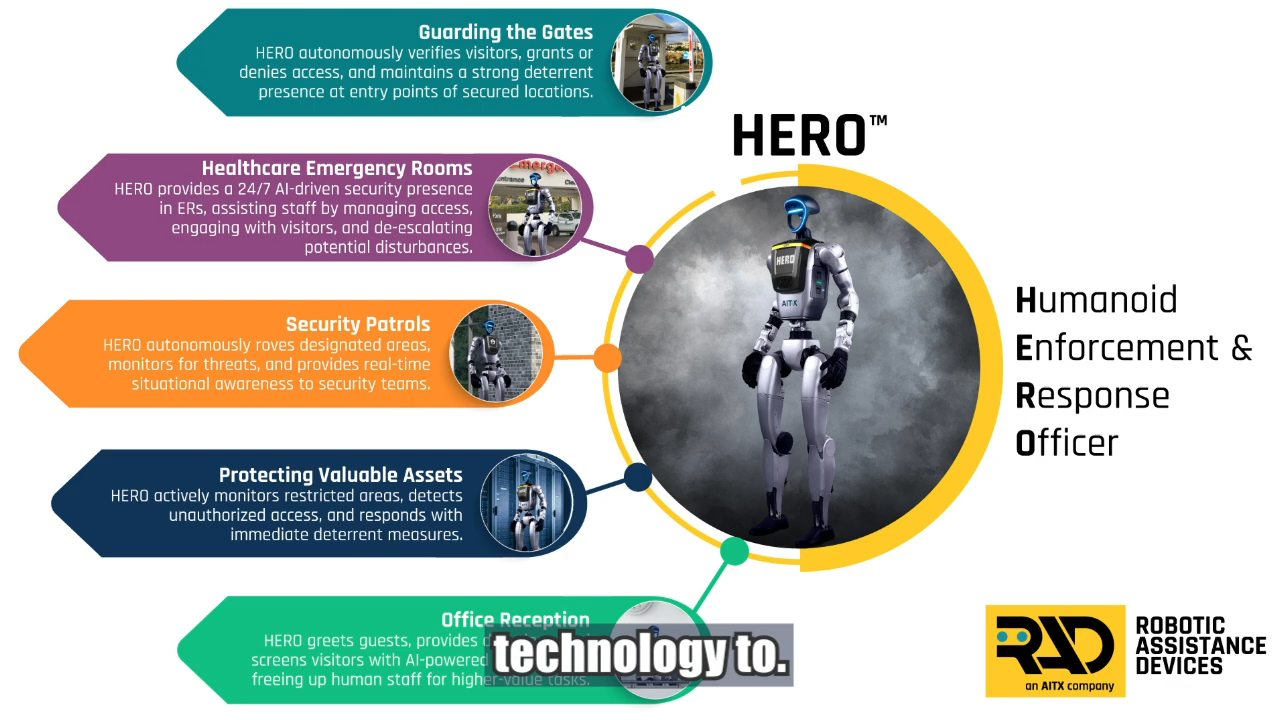 Guarding the Gates
HERO autonomously verifies visitors, grants or
denies access, and maintains a strong deterrent
presence at entry points of secured locations.
HERO™
Healthcare Emergency Rooms
HERO provides a 24/7 AI-driven security presence
in ERs, assisting staff by managing access,
engaging with visitors, and de-escalating
potential disturbances.
Security Patrols
HERO autonomously roves designated areas,
monitors for threats, and provides real-time
situational awareness to security teams.
Protecting Valuable Assets
HERO actively monitors restricted areas, detects
unauthorized access, and responds with
immediate deterrent measures.
Office Reception
HERO greets guests, provides
screens visitors with AI-powered
freeing up human staff for higher-value tasks.
technology to.
HERO
AITX
Humanoid
Enforcement &
Response
Officer
RAD
an AITX company
ROBOTIC
ASSISTANCE
DEVICES